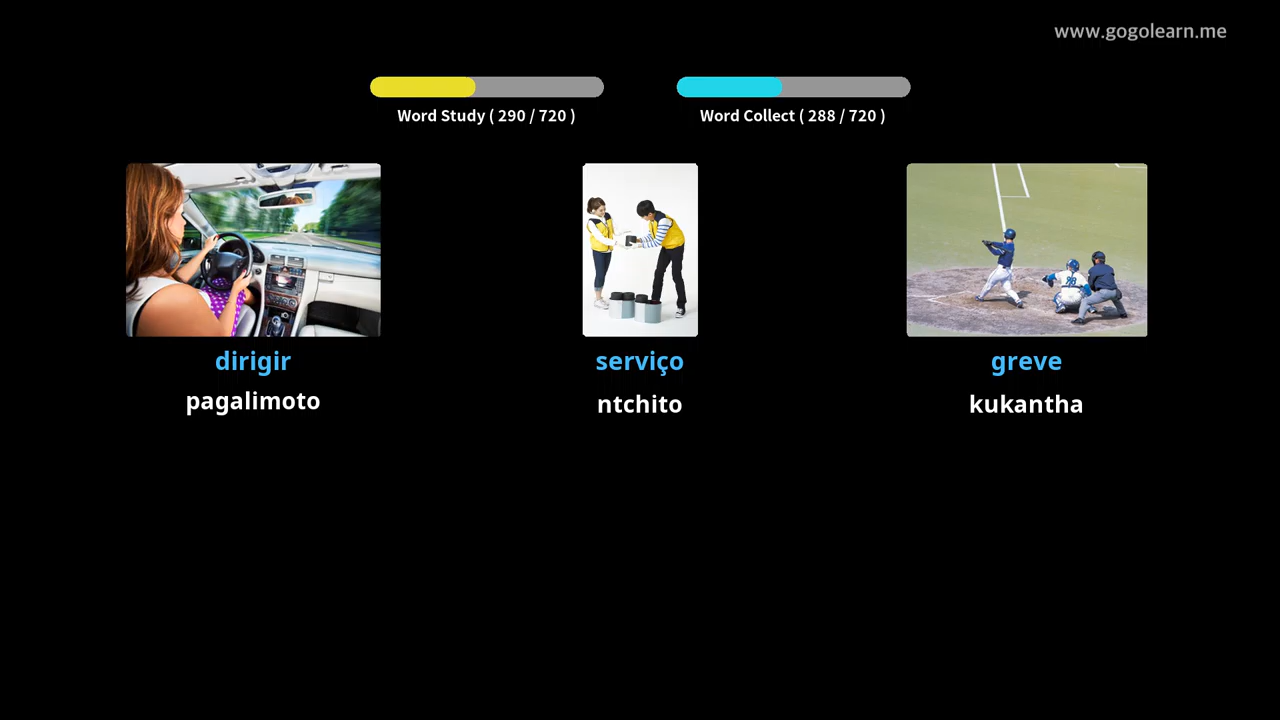 www.gogolearn.me
Word Study ( 290 / 720 )
Word Collect ( 288 / 720 )
dirigir
pagalimoto
serviço
ntchito
greve
kukantha